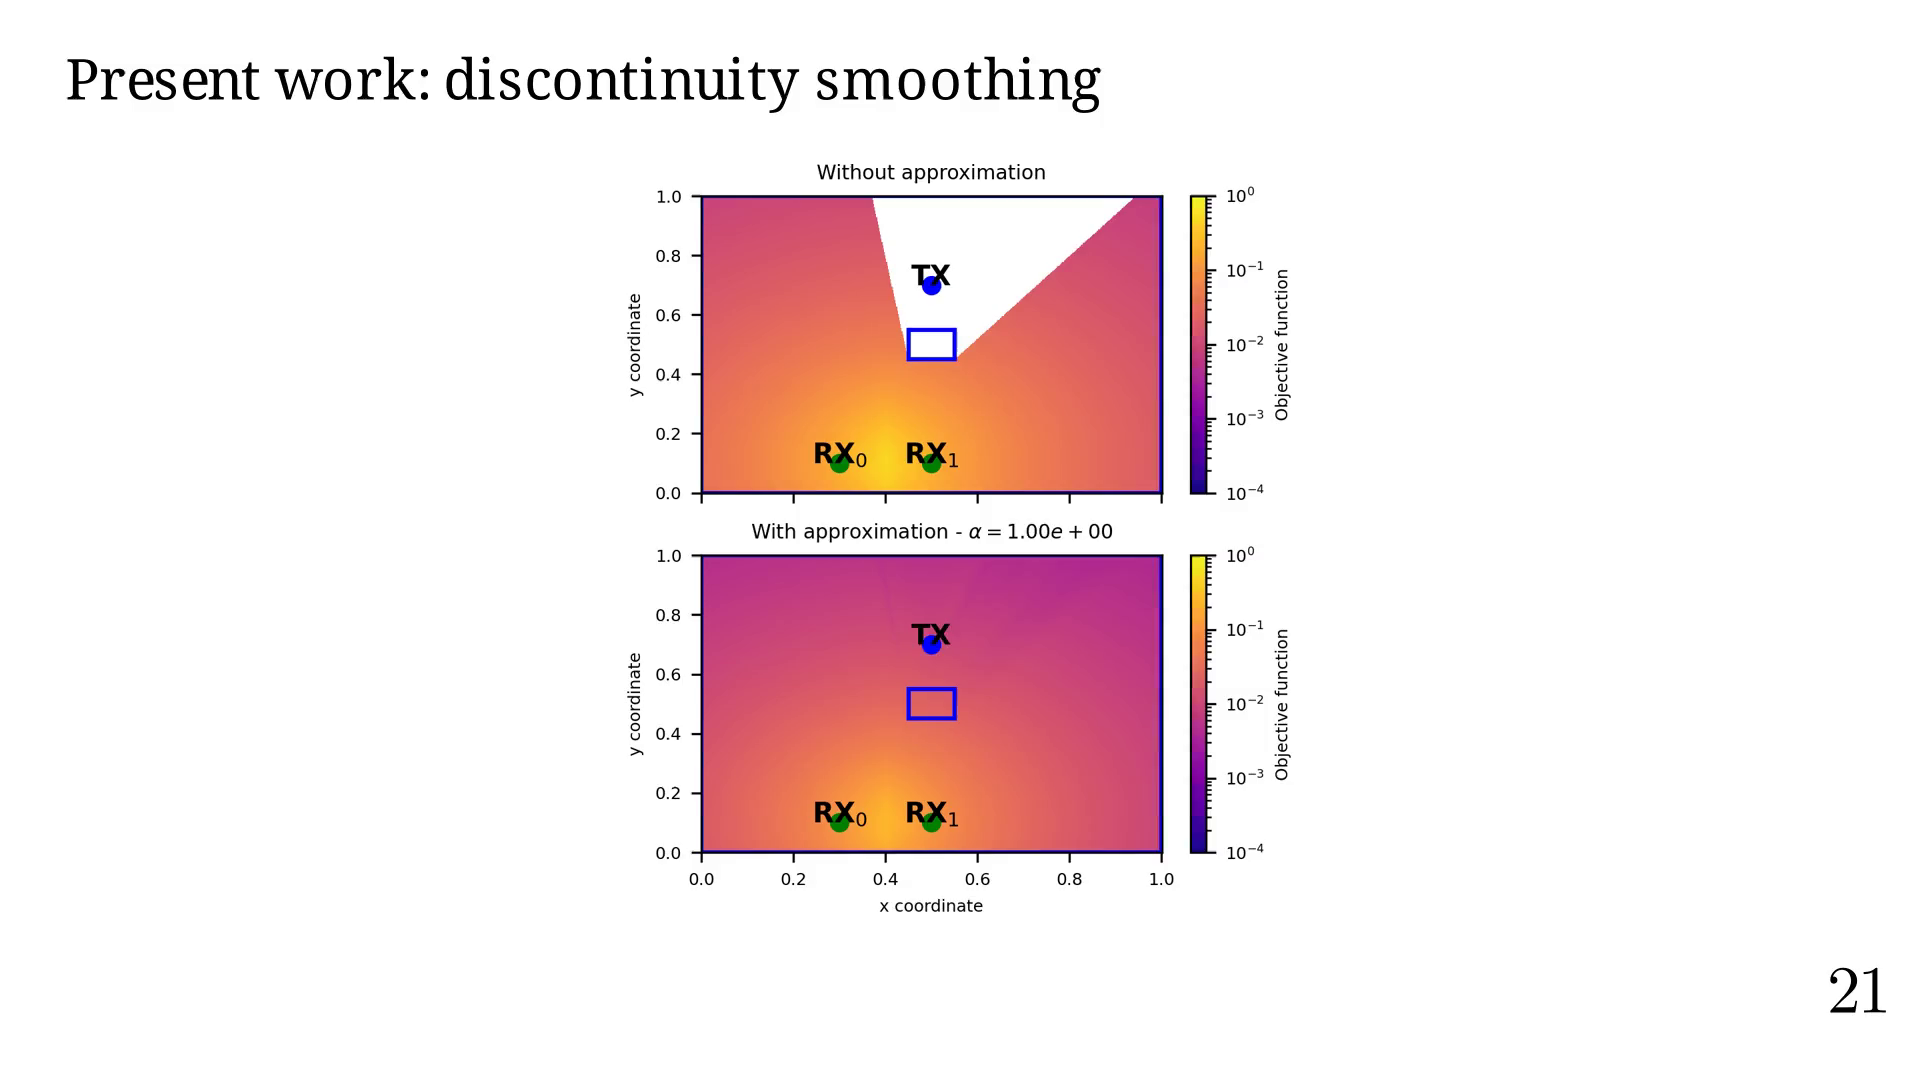 Present work: discontinuity smoothing
Without approximation
1.0
0.8
0.6
0.4
0.2
0.0
y coordinate
TX
RX₀
RX₁
10⁰
10⁻¹
10⁻²
10⁻³
10⁻⁴
Objective function
With approximation - α = 1.00e + 00
1.0
0.8
0.6
0.4
0.2
0.0
y coordinate
TX
RX₀
RX₁
0.0 0.2 0.4 0.6 0.8 1.0
x coordinate
10⁰
10⁻¹
10⁻²
10⁻³
10⁻⁴
Objective function
21